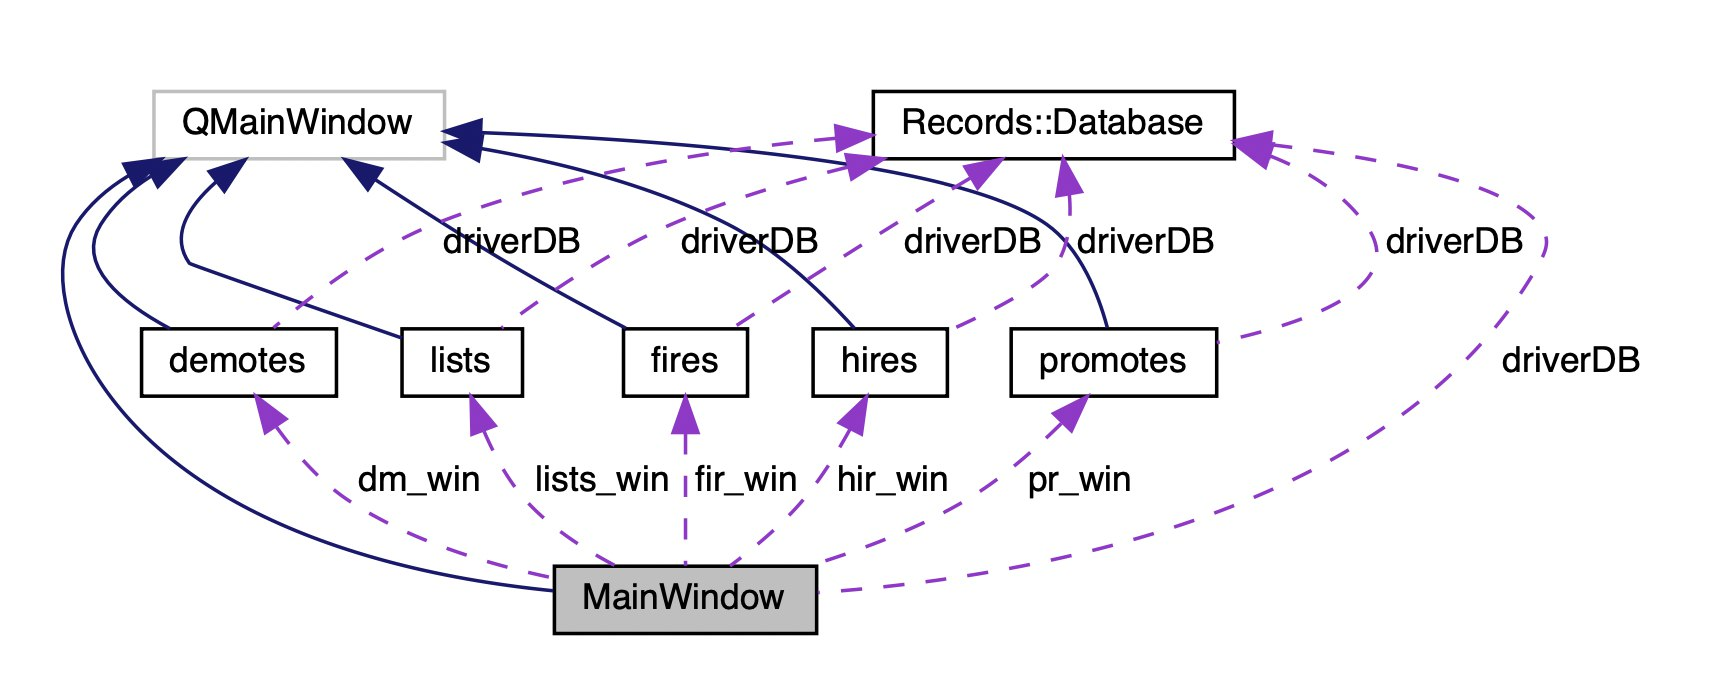 QMainWindow
Records::Database
driverDB
driverDB
driverDB
driverDB
driverDB
demotes
lists
fires
hires
promotes
driverDB
dm_win
lists_win
fir_win
hir_win
pr_win
MainWindow